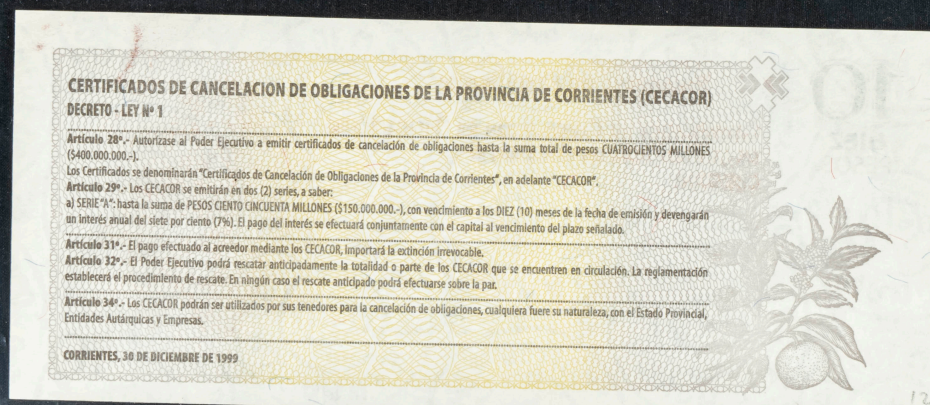 CERTIFICADOS DE CANCELACION DE OBLIGACIONES DE LA PROVINCIA DE CORRIENTES (CECACOR)
DECRETO - LEY Nº 1
Artículo 28º.- Autorízase al Poder Ejecutivo a emitir certificados de cancelación de obligaciones hasta la suma total de pesos CUATROCIENTOS MILLONES
($400.000.000.-).
Los Certificados se denominarán "Certificados de Cancelación de Obligaciones de la Provincia de Corrientes", en adelante "CECACOR".
Artículo 29º.- Los CECACOR se emitirán en dos (2) series, a saber:
a) SERIE "A": hasta la suma de PESOS CIENTO CINCUENTA MILLONES ($150.000.000.-), con vencimiento a los DIEZ (10) meses de la fecha de emisión y devengarán
un interés anual del siete por ciento (7%). El pago del interés se efectuará conjuntamente con el capital al vencimiento del plazo señalado.
Artículo 31º.- El pago efectuado al acreedor mediante los CECACOR, importará la extinción irrevocable.
Artículo 32º.- El Poder Ejecutivo podrá rescatar anticipadamente la totalidad o parte de los CECACOR que se encuentren en circulación. La reglamentación
establecerá el procedimiento de rescate. En ningún caso el rescate anticipado podrá efectuarse sobre la par.
Artículo 34º.- Los CECACOR podrán ser utilizados por sus tenedores para la cancelación de obligaciones, cualquiera fuere su naturaleza, con el Estado Provincial,
Entidades Autárquicas y Empresas.
CORRIENTES, 30 DE DICIEMBRE DE 1999
12